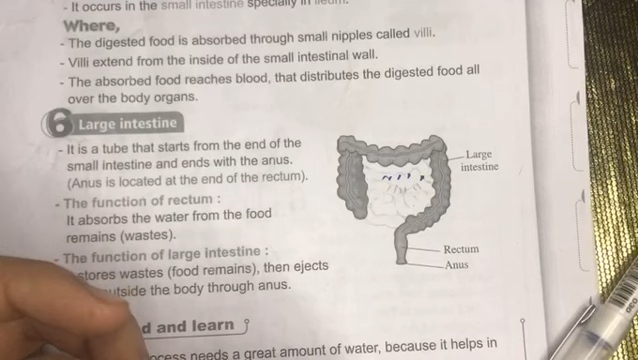 - It occurs in the small intestine specially in ileum.
Where,
- The digested food is absorbed through small nipples called villi.
- Villi extend from the inside of the small intestinal wall.
- The absorbed food reaches blood, that distributes the digested food all
over the body organs.
6 Large intestine
- It is a tube that starts from the end of the
small intestine and ends with the anus.
(Anus is located at the end of the rectum).
- The function of rectum :
It absorbs the water from the food
remains (wastes).
- The function of large intestine :
stores wastes (food remains), then ejects
outside the body through anus.
Large
intestine
Rectum
Anus
d and learn
ocess needs a great amount of water, because it helps in